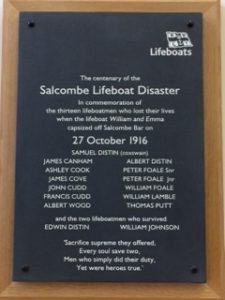 Lifeboats
The centenary of the
Salcombe Lifeboat Disaster
In commemoration of
the thirteen lifeboatmen who lost their lives
when the lifeboat William and Emma
capsized off Salcombe Bar on
27 October 1916
SAMUEL DISTIN (coxswain)
JAMES CANHAM ALBERT DISTIN
ASHLEY COOK PETER FOALE Snr
JAMES COVE PETER FOALE Jnr
JOHN CUDD WILLIAM FOALE
FRANCIS CUDD WILLIAM LAMBLE
ALBERT WOOD THOMAS PUTT
and the two lifeboatmen who survived
EDWIN DISTIN WILLIAM JOHNSON
'Sacrifice supreme they offered,
Every soul save two,
Men who simply did their duty,
Yet were heroes true.'